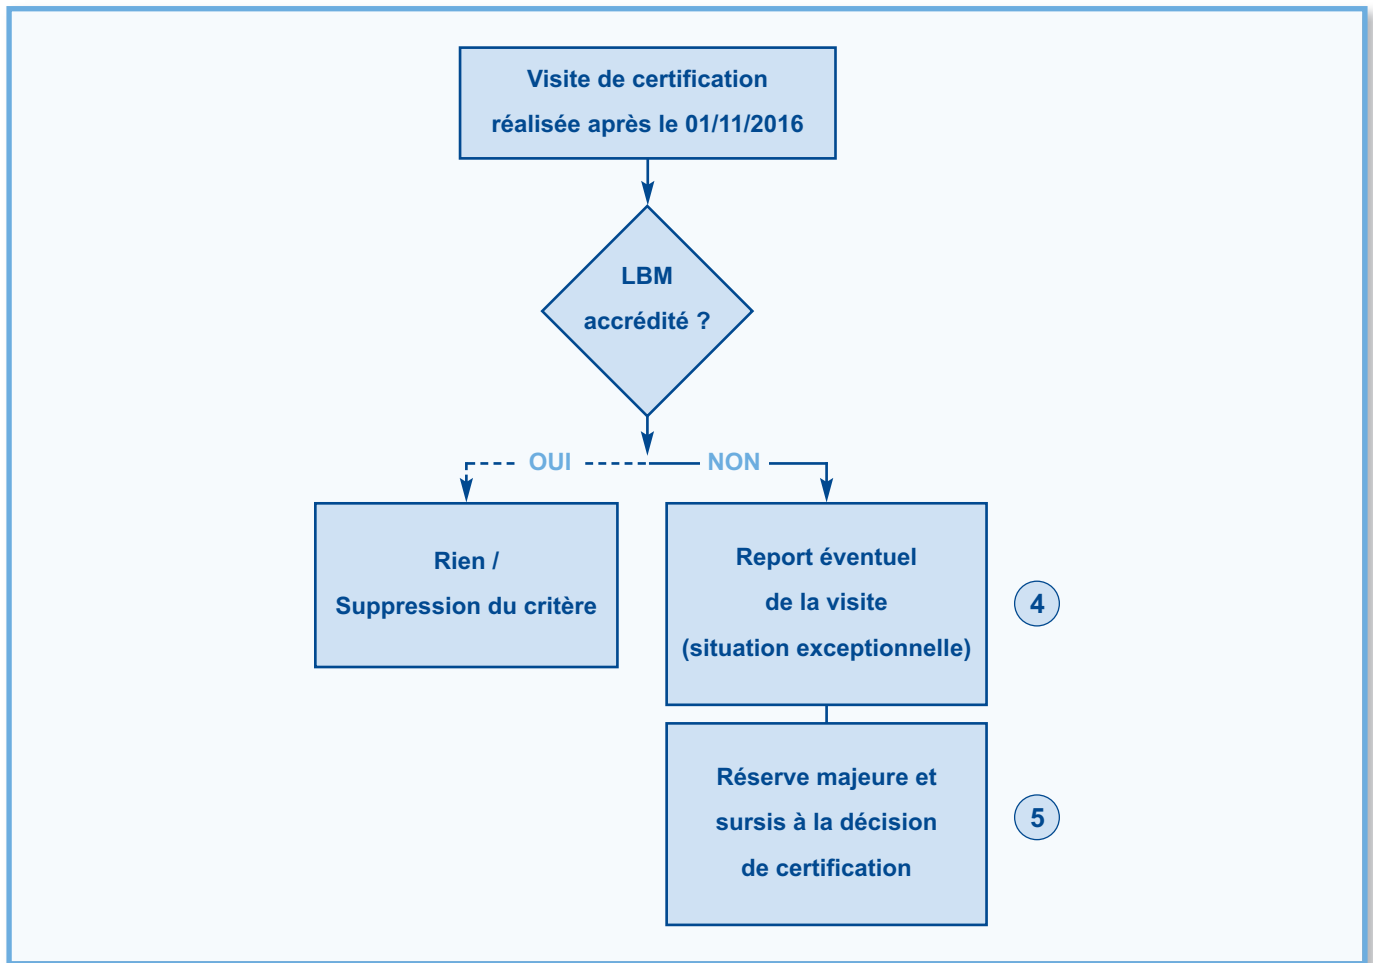 Visite de certification
réalisée après le 01/11/2016
LBM
accrédité ?
OUI
NON
Rien /
Suppression du critère
Report éventuel
de la visite
(situation exceptionnelle)
4
Réserve majeure et
sursis à la décision
de certification
5